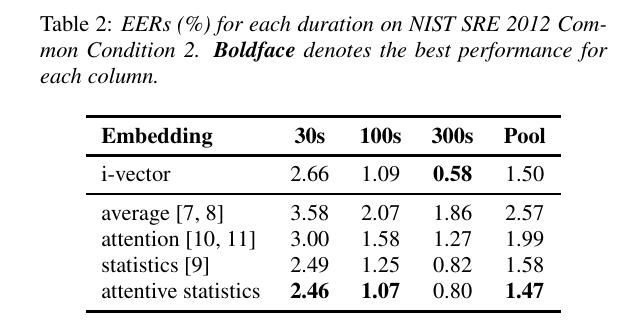 Table 2: EERs (%) for each duration on NIST SRE 2012 Com-
mon Condition 2. Boldface denotes the best performance for
each column.
Embedding 30s 100s 300s Pool
i-vector 2.66 1.09 0.58 1.50
average [7, 8] 3.58 2.07 1.86 2.57
attention [10, 11] 3.00 1.58 1.27 1.99
statistics [9] 2.49 1.25 0.82 1.58
attentive statistics 2.46 1.07 0.80 1.47